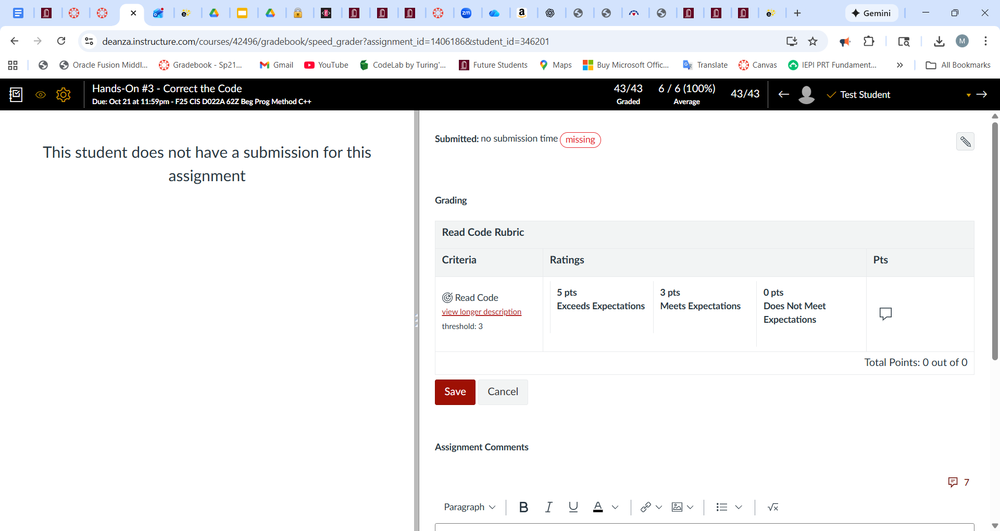 Gemini
deanza.instructure.com/courses/42496/gradebook/speed_grader?assignment_id=1406186&student_id=346201
M
Oracle Fusion Middl...
Gradebook - Sp21...
Gmail
YouTube
CodeLab by Turing'...
Future Students
Maps
Buy Microsoft Offic...
Translate
Canvas
IEPI PRT Fundament...
All Bookmarks
Hands-On #3 - Correct the Code
Due: Oct 21 at 11:59pm - F25 CIS D022A 62Z Beg Prog Method C++
43/43
Graded
6 / 6 (100%)
Average
43/43
Test Student
This student does not have a submission for this
assignment
Submitted: no submission time missing
Grading
Read Code Rubric
Criteria Ratings Pts
Read Code
view longer description
threshold: 3
5 pts
Exceeds Expectations
3 pts
Meets Expectations
0 pts
Does Not Meet
Expectations
Total Points: 0 out of 0
Save Cancel
Assignment Comments
7
Paragraph B I U A √x